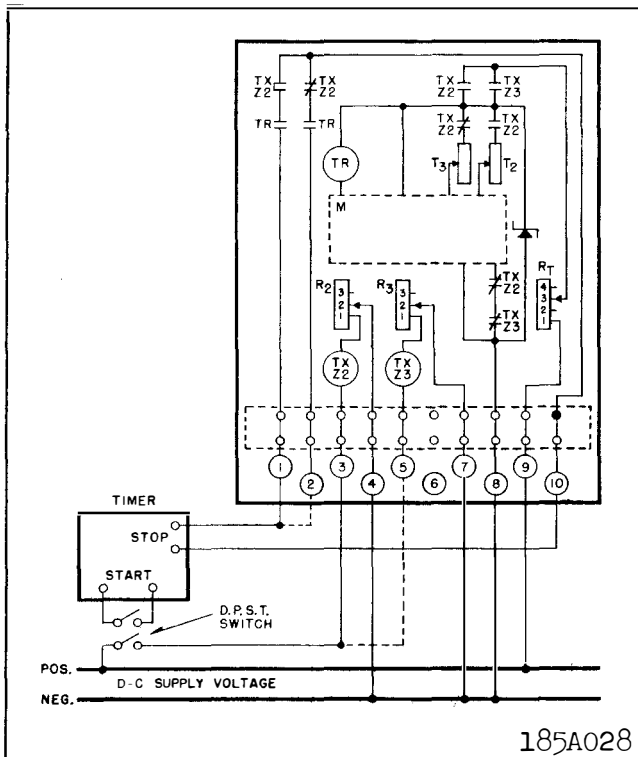 TX TX TX TX
Z2 Z2 Z2 Z3
TR TR TX TX
Z2 Z2
TR T3 T2
M
R2 3 2 1 R3 3 2 1 TX Z2 RT 4 3 2 1
TX Z3
TX Z2 TX Z3
1 2 3 4 5 6 7 8 9 10
TIMER
STOP
START
D.P.S.T.
SWITCH
POS.
D-C SUPPLY VOLTAGE
NEG.
185A028